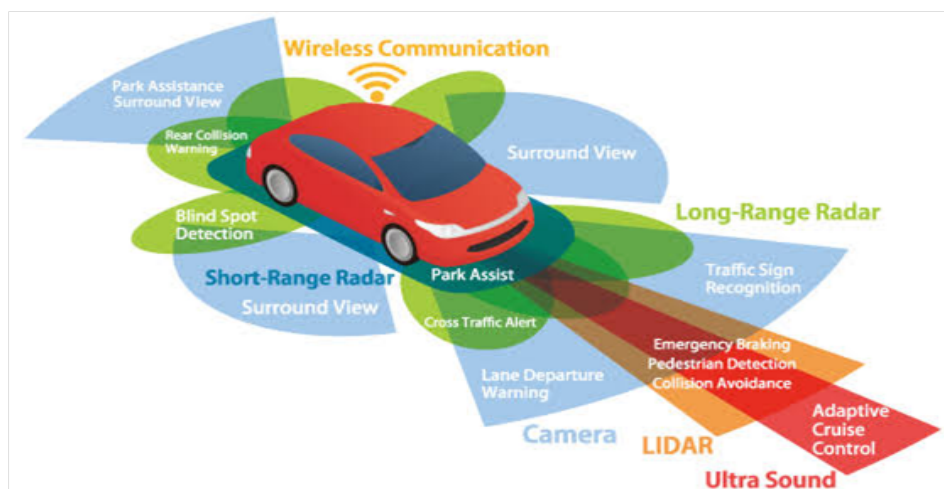 Wireless Communication
Park Assistance
Surround View
Rear Collision
Warning
Surround View
Blind Spot
Detection
Long-Range Radar
Short-Range Radar
Park Assist
Traffic Sign
Recognition
Surround View
Cross Traffic Alert
Emergency Braking
Pedestrian Detection
Collision Avoidance
Lane Departure
Warning
Adaptive
Cruise
Control
Camera
LIDAR
Ultra Sound